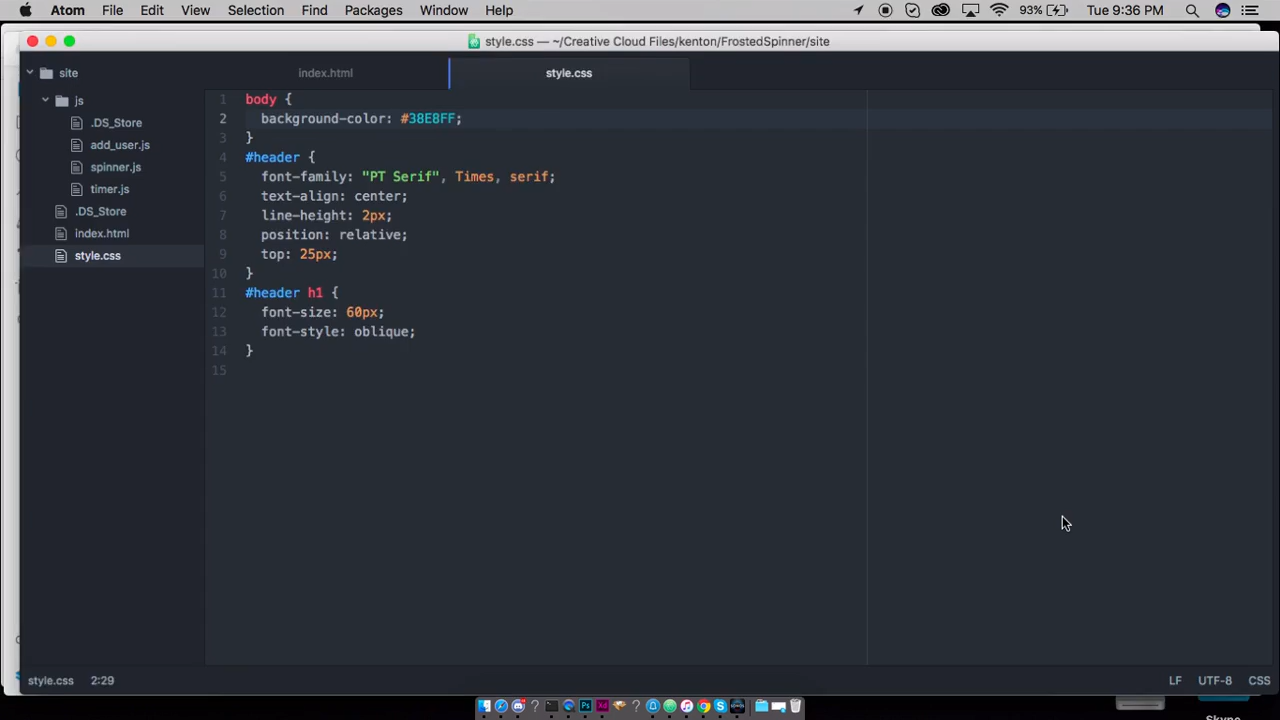 Atom File Edit View Selection Find Packages Window Help 93% Tue 9:36 PM
style.css — ~/Creative Cloud Files/kenton/FrostedSpinner/site
site
js
.DS_Store
add_user.js
spinner.js
timer.js
.DS_Store
index.html
style.css
index.html style.css
1 body {
2 background-color: #38E8FF;
3 }
4 #header {
5 font-family: "PT Serif", Times, serif;
6 text-align: center;
7 line-height: 2px;
8 position: relative;
9 top: 25px;
10 }
11 #header h1 {
12 font-size: 60px;
13 font-style: oblique;
14 }
15
style.css 2:29 LF UTF-8 CSS